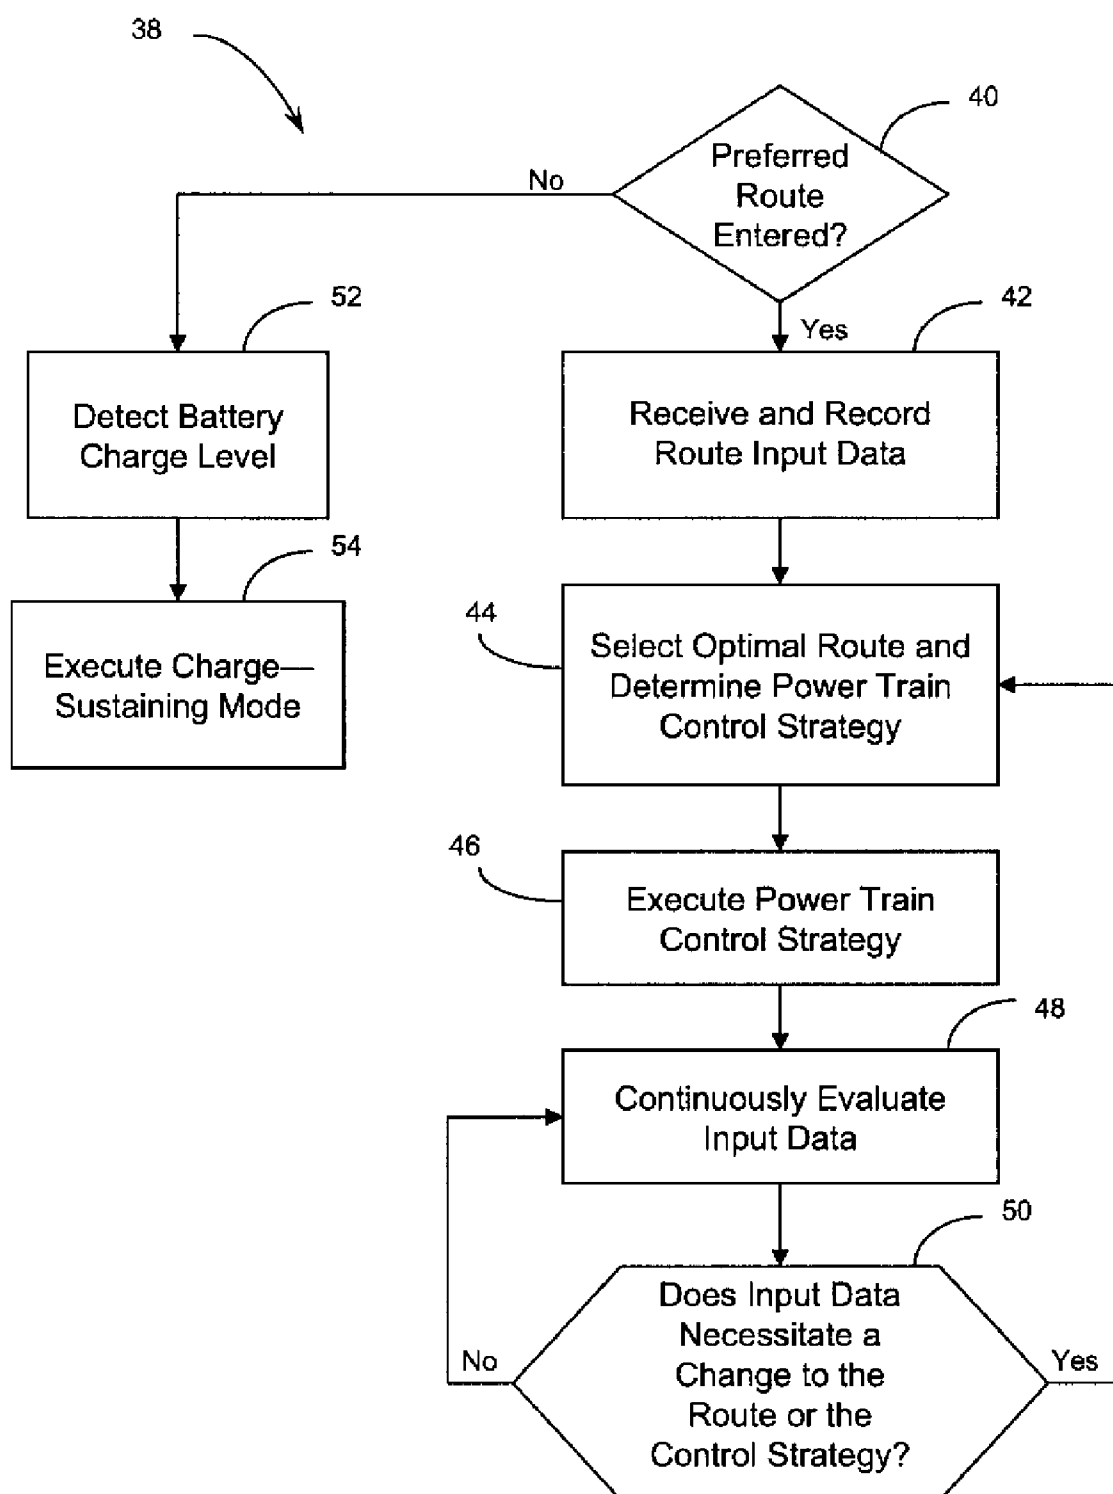 38
40
Preferred
Route
Entered?
No
Yes
52
42
Detect Battery
Charge Level
Receive and Record
Route Input Data
54
44
Execute Charge—
Sustaining Mode
Select Optimal Route and
Determine Power Train
Control Strategy
46
Execute Power Train
Control Strategy
48
Continuously Evaluate
Input Data
50
Does Input Data
Necessitate a
Change to the
Route or the
Control Strategy?
No
Yes